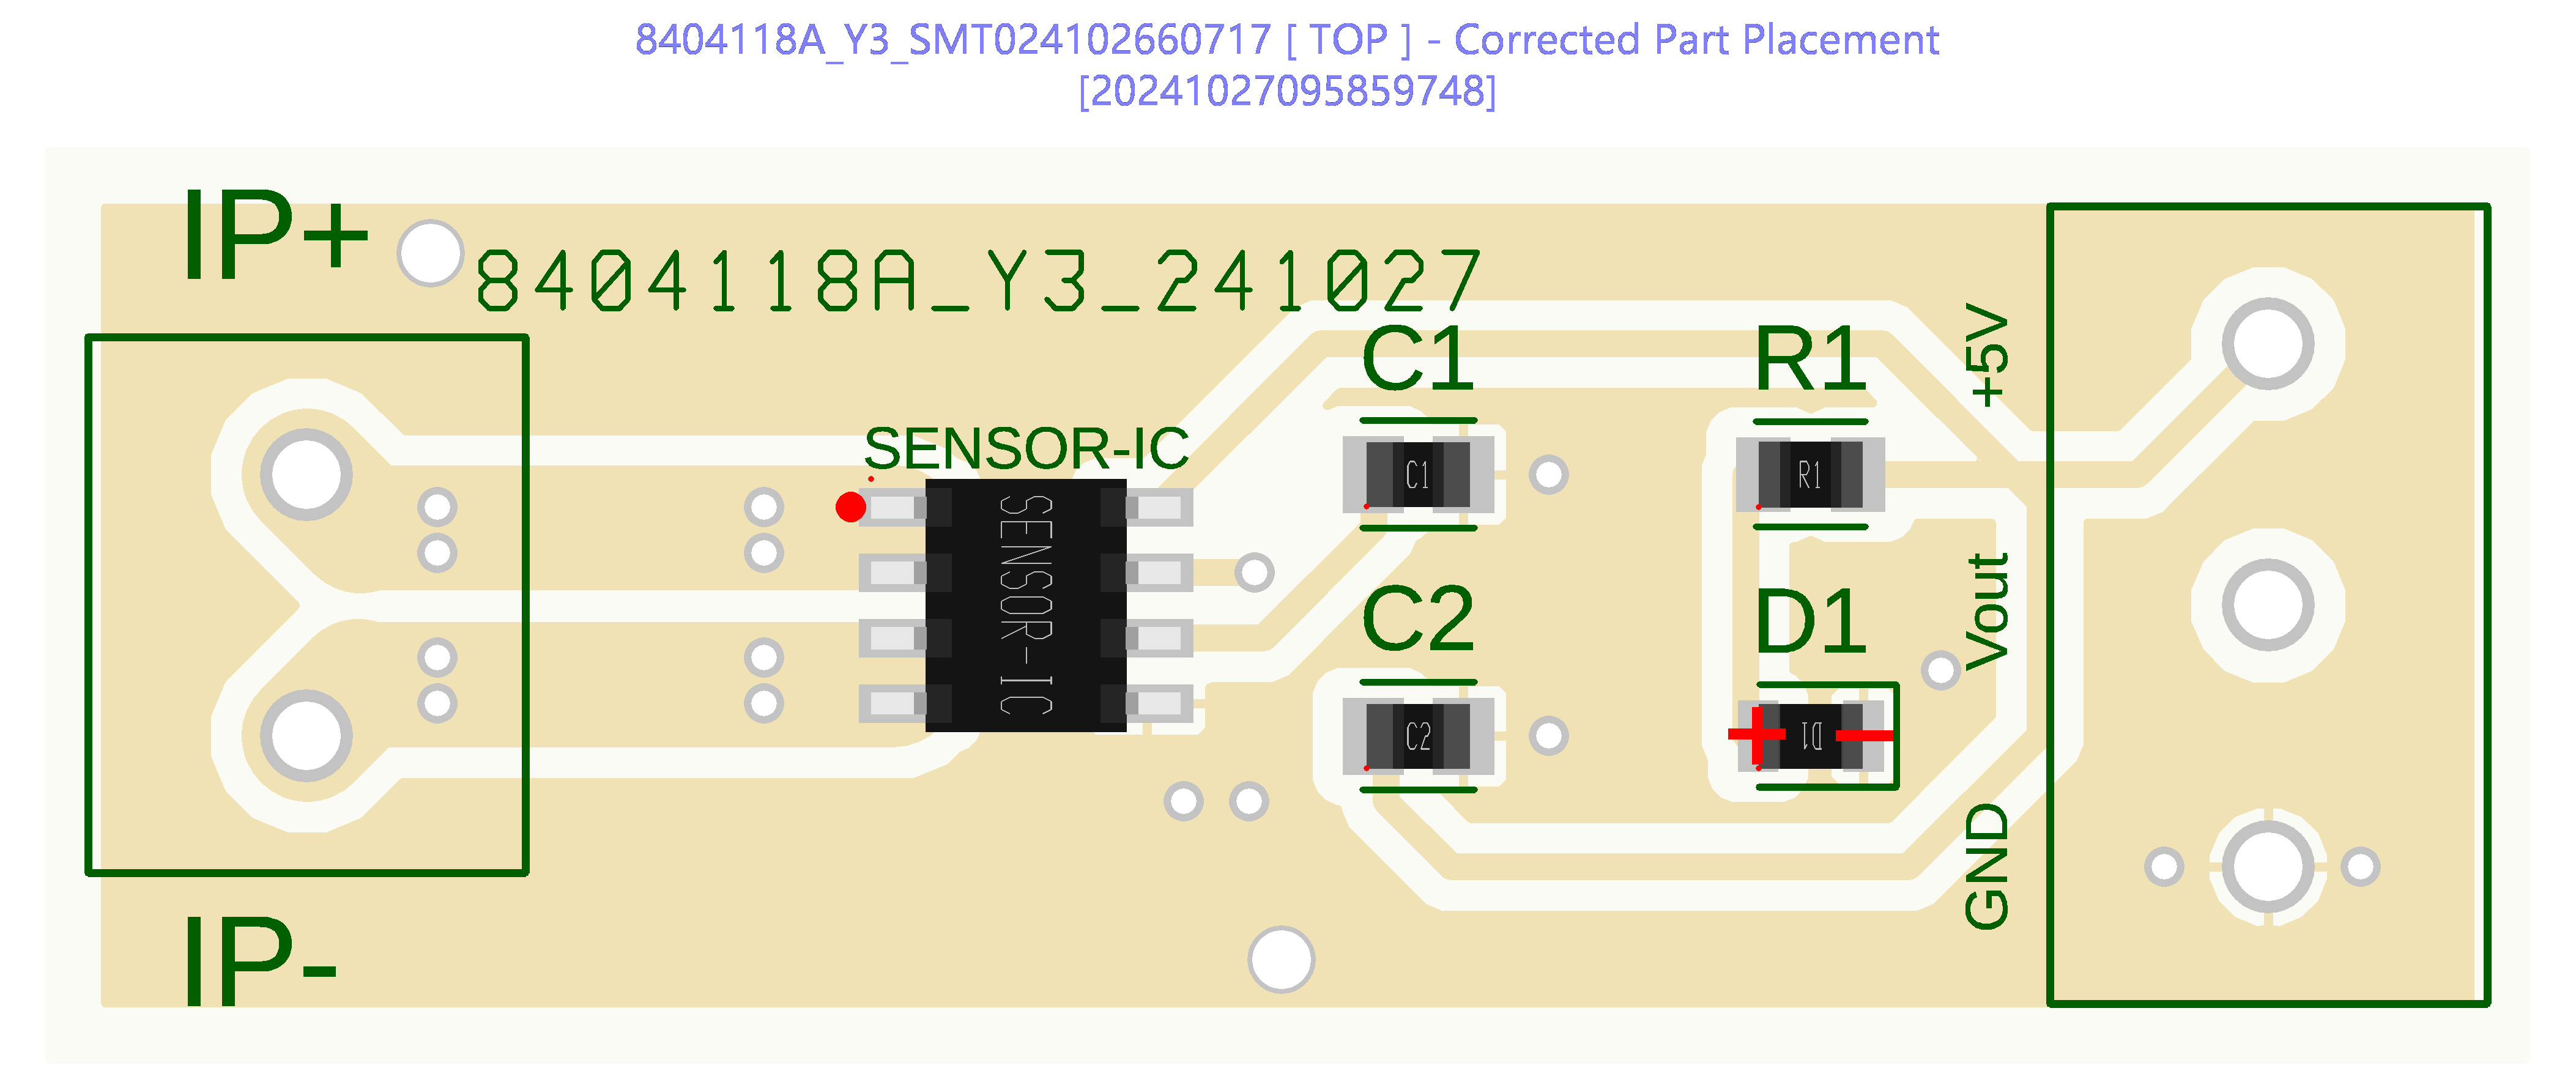 8404118A_Y3_SMT024102660717 [ TOP ] - Corrected Part Placement
[20241027095859748]
IP+
8404118A_Y3_241027
C1
R1
+5V
SENSOR-IC
C1
R1
SENSOR-IC
C2
D1
Vout
C2
D1
+
-
GND
IP-